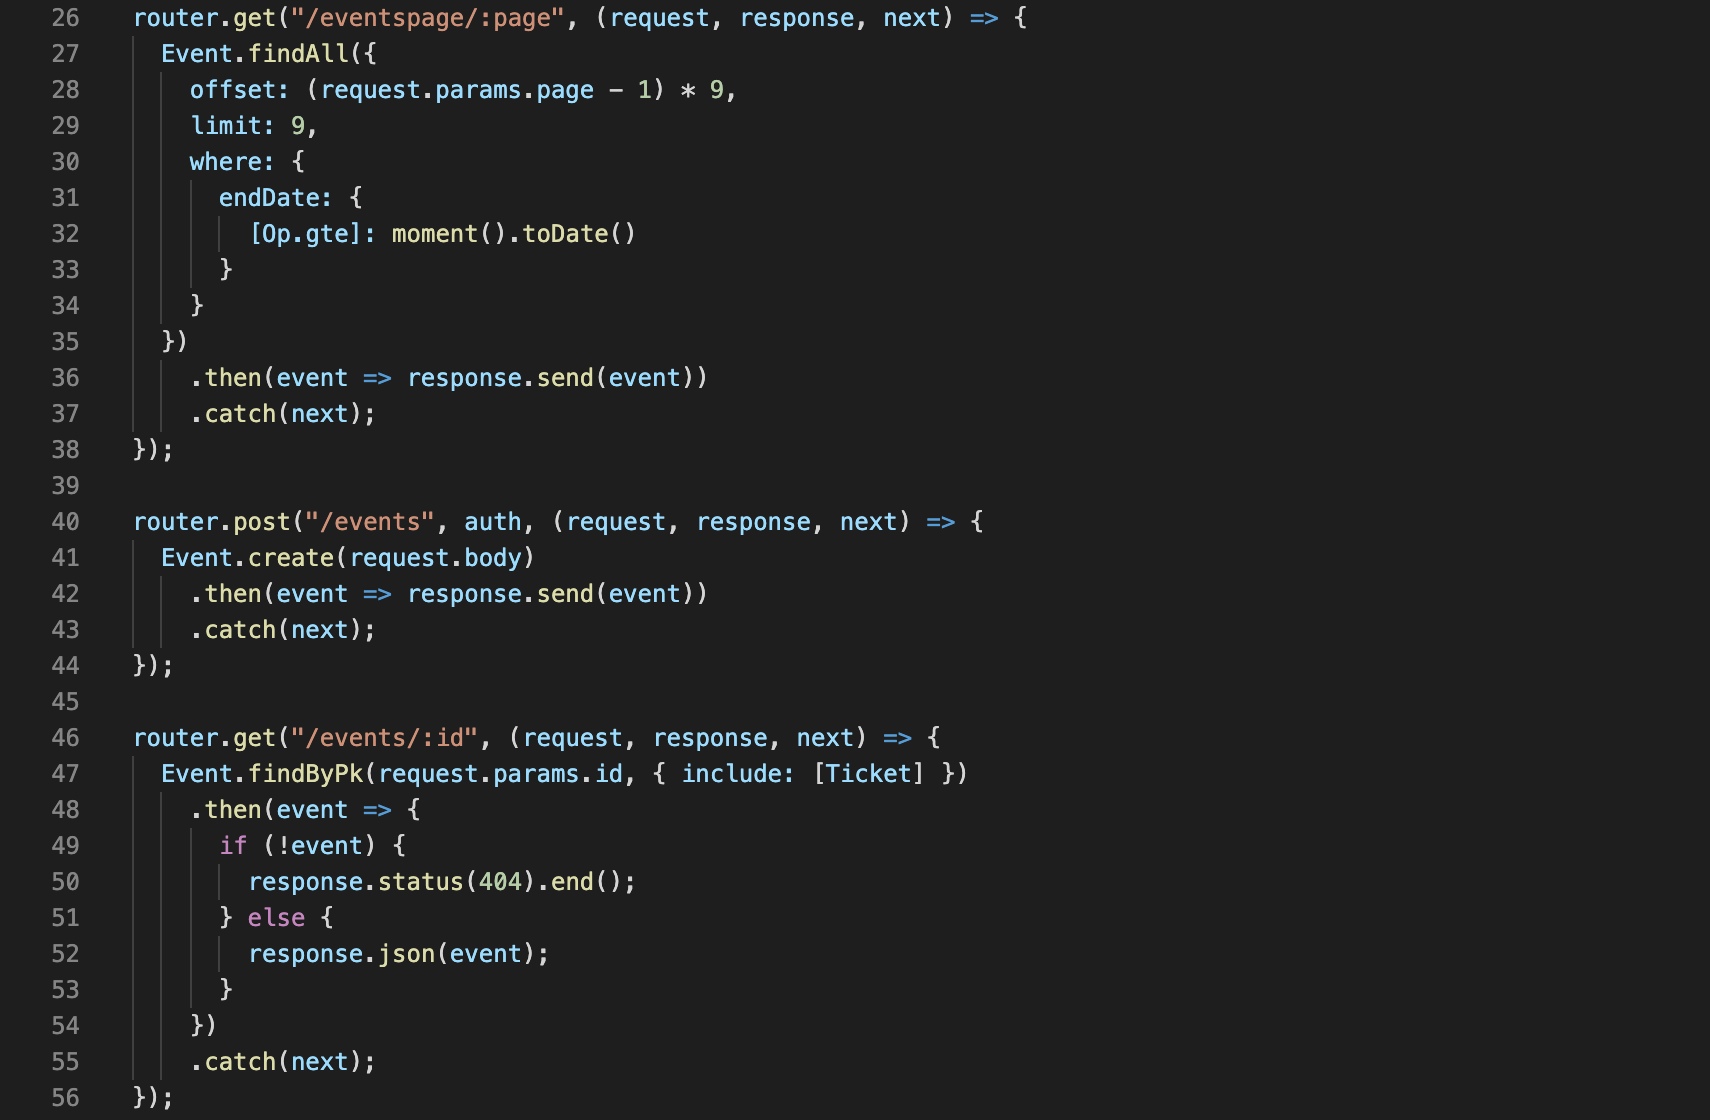 26 router.get("/eventspage/:page", (request, response, next) => {
27   Event.findAll({
28     offset: (request.params.page - 1) * 9,
29     limit: 9,
30     where: {
31       endDate: {
32         [Op.gte]: moment().toDate()
33       }
34     }
35   })
36     .then(event => response.send(event))
37     .catch(next);
38 });
39
40 router.post("/events", auth, (request, response, next) => {
41   Event.create(request.body)
42     .then(event => response.send(event))
43     .catch(next);
44 });
45
46 router.get("/events/:id", (request, response, next) => {
47   Event.findByPk(request.params.id, { include: [Ticket] })
48     .then(event => {
49       if (!event) {
50         response.status(404).end();
51       } else {
52         response.json(event);
53       }
54     })
55     .catch(next);
56 });